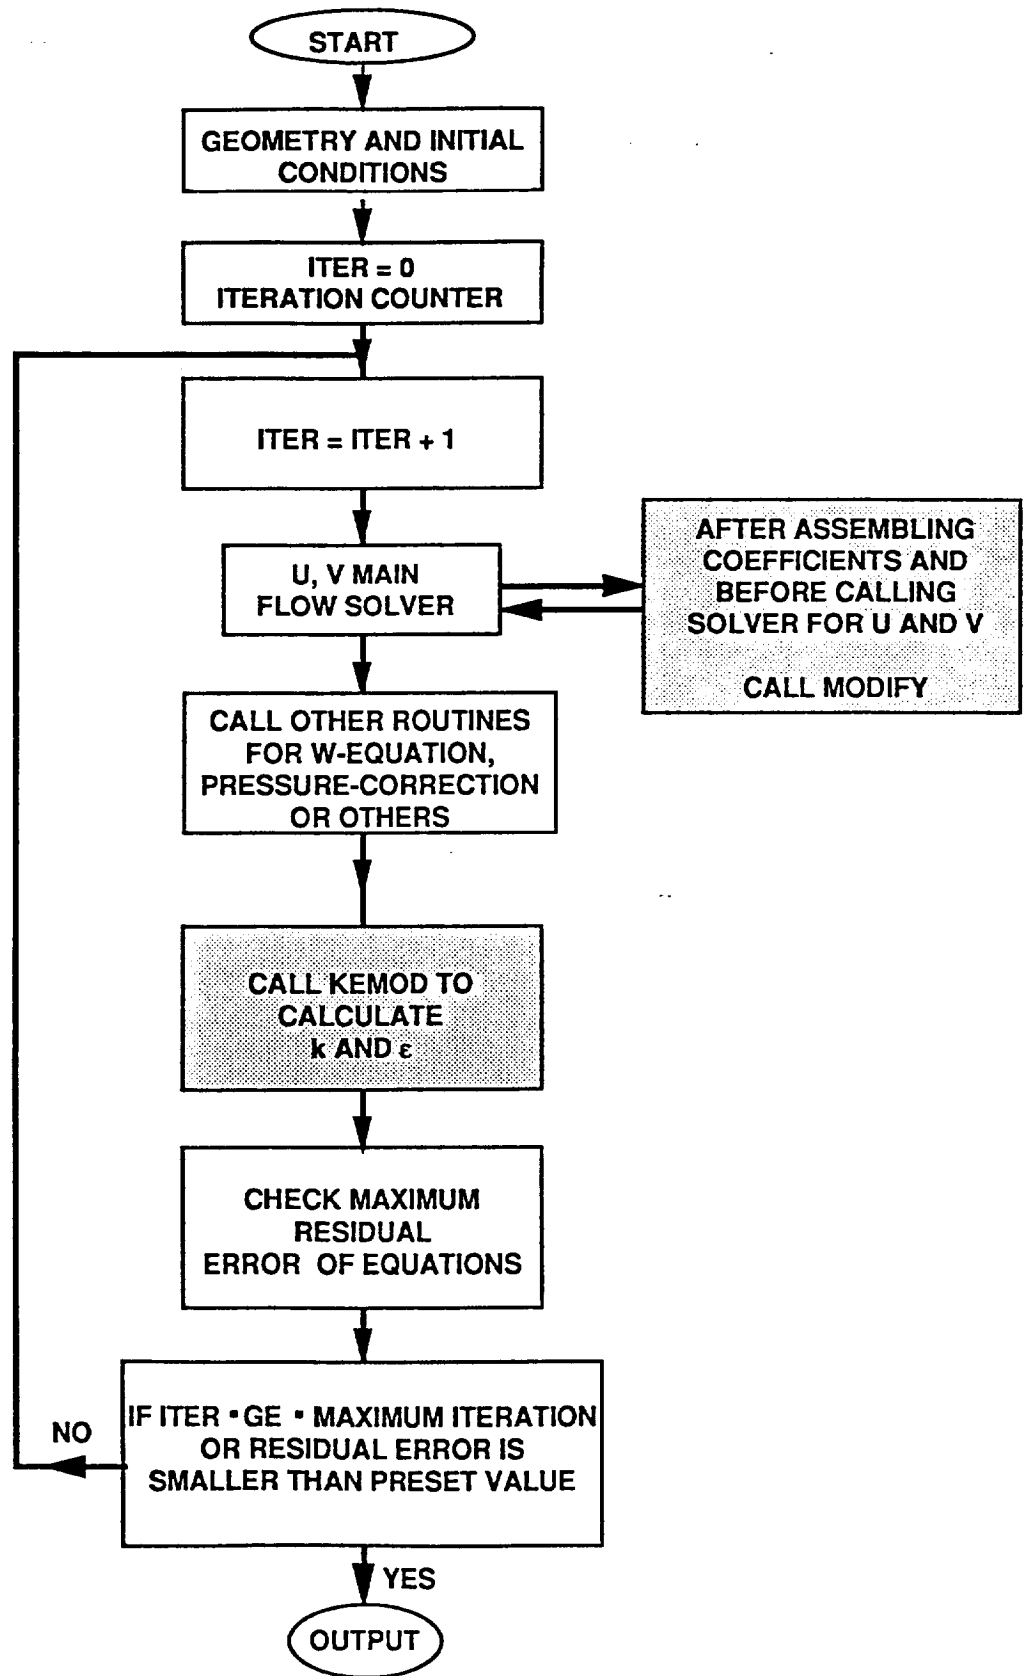 START
GEOMETRY AND INITIAL
CONDITIONS
ITER = 0
ITERATION COUNTER
ITER = ITER + 1
U, V MAIN
FLOW SOLVER
AFTER ASSEMBLING
COEFFICIENTS AND
BEFORE CALLING
SOLVER FOR U AND V
CALL MODIFY
CALL OTHER ROUTINES
FOR W-EQUATION,
PRESSURE-CORRECTION
OR OTHERS
CALL KEMOD TO
CALCULATE
k AND ε
CHECK MAXIMUM
RESIDUAL
ERROR OF EQUATIONS
IF ITER ▪ GE ▪ MAXIMUM ITERATION
OR RESIDUAL ERROR IS
SMALLER THAN PRESET VALUE
NO
YES
OUTPUT